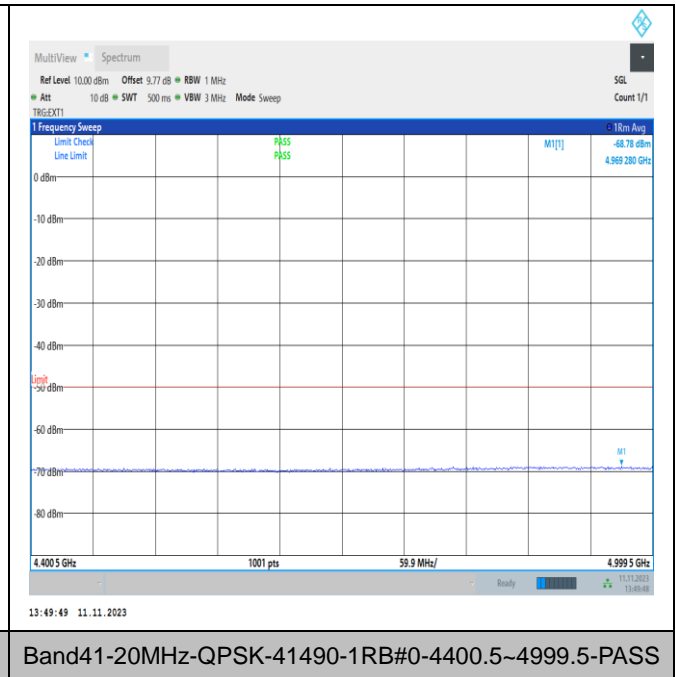 MultiView Spectrum
Ref Level 10.00 dBm Offset 9.77 dB RBW 1 MHz SGL
Att 10 dB SWT 500 ms VBW 3 MHz Mode Sweep Count 1/1
TRG:EXT1
1 Frequency Sweep 1Rm Avg
Limit Check PASS M1[1] -68.78 dBm
Line Limit PASS 4.969 280 GHz
0 dBm
-10 dBm
-20 dBm
-30 dBm
-40 dBm
Limit
-50 dBm
-60 dBm
M1
-70 dBm
-80 dBm
4.400 5 GHz 1001 pts 59.9 MHz/ 4.999 5 GHz
Ready 11.11.2023
13:49:48
13:49:49 11.11.2023
Band41-20MHz-QPSK-41490-1RB#0-4400.5~4999.5-PASS